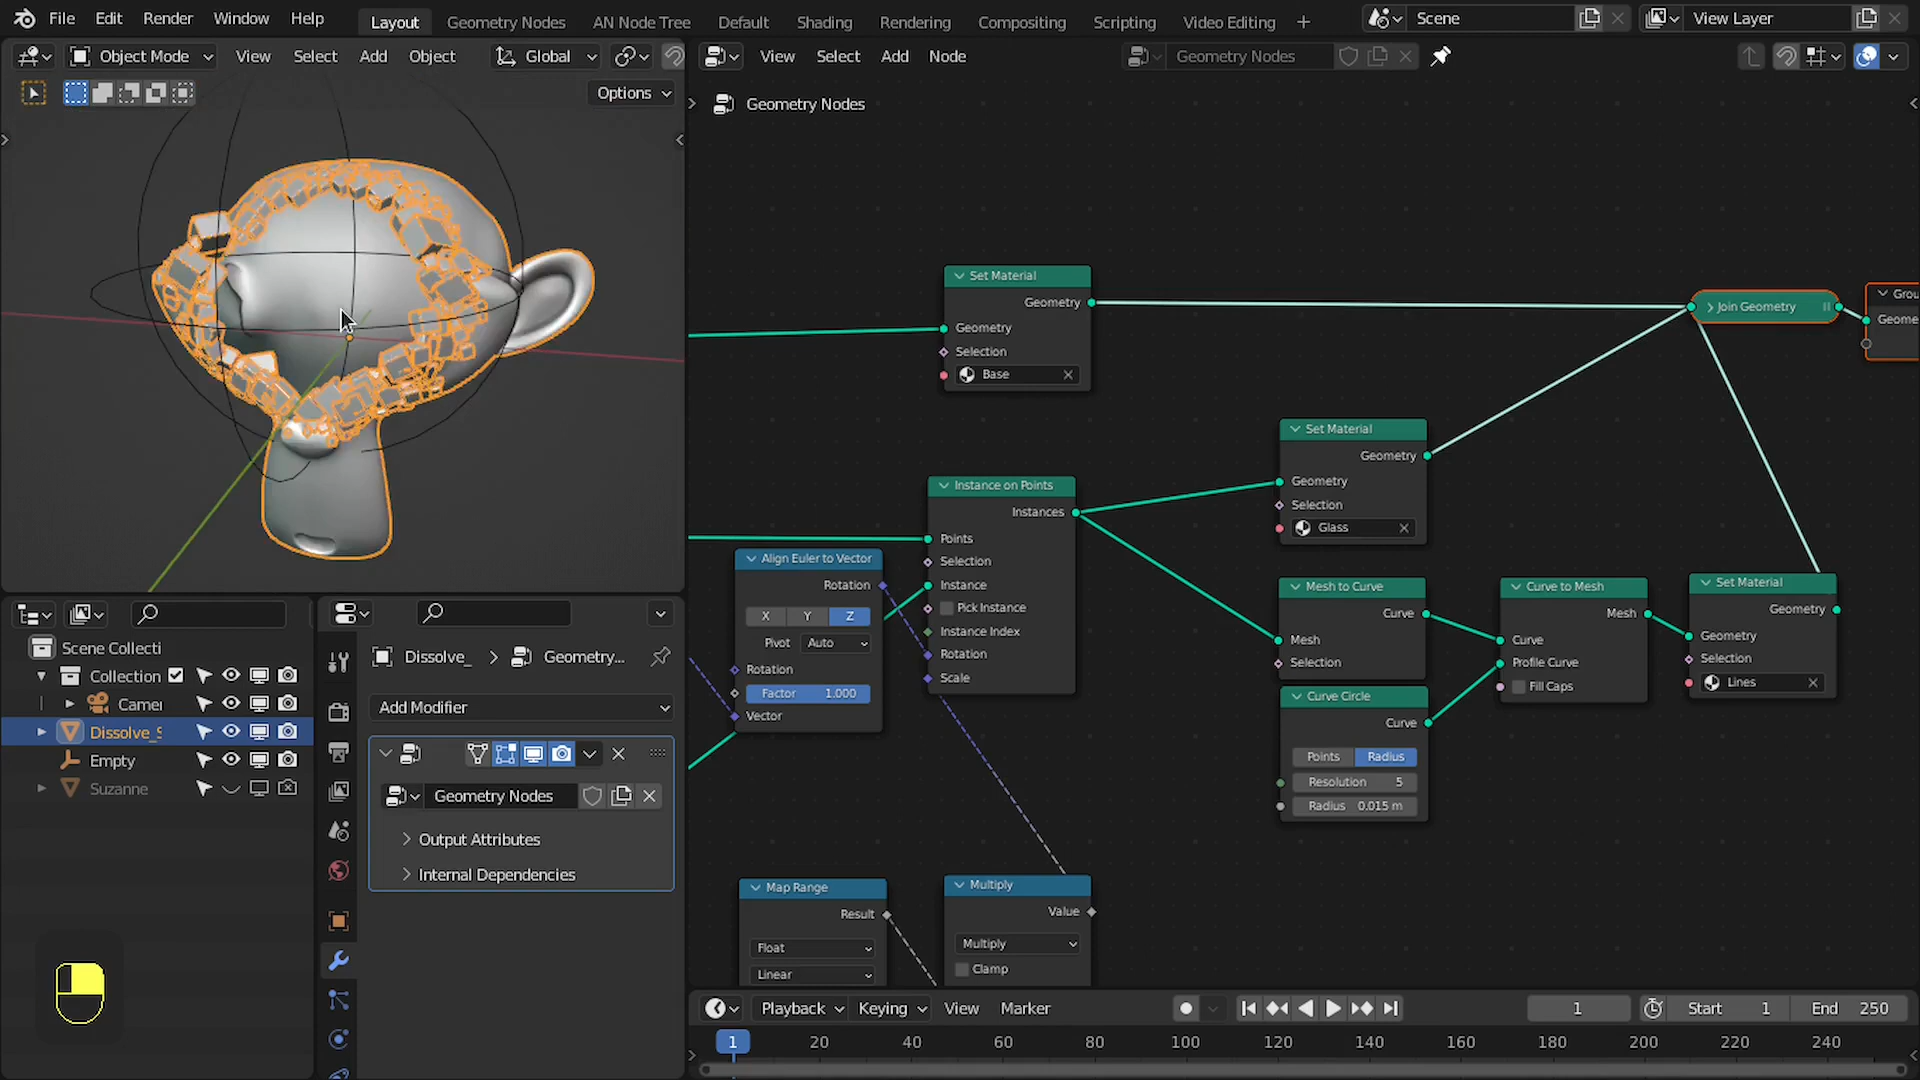 File Edit Render Window Help Layout Geometry Nodes AN Node Tree Default Shading Rendering Compositing Scripting Video Editing + Scene View Layer
Object Mode View Select Add Object Global View Select Add Node Geometry Nodes
Options
Geometry Nodes
Set Material
Geometry
Geometry
Selection
Base
Join Geometry
Grou
Geome
Set Material
Geometry
Geometry
Selection
Glass
Instance on Points
Instances
Points
Selection
Instance
Pick Instance
Instance Index
Rotation
Scale
Align Euler to Vector
Rotation
X Y Z
Pivot Auto
Rotation
Factor 1.000
Vector
Mesh to Curve
Curve
Mesh
Selection
Curve to Mesh
Mesh
Curve
Profile Curve
Fill Caps
Set Material
Geometry
Geometry
Selection
Lines
Curve Circle
Curve
Points Radius
Resolution 5
Radius 0.015 m
Map Range
Result
Float
Linear
Multiply
Value
Multiply
Clamp
Scene Collecti
Collection
Camer
Dissolve_S
Empty
Suzanne
Dissolve_ Geometry...
Add Modifier
Geometry Nodes
Output Attributes
Internal Dependencies
Playback Keying View Marker 1 Start 1 End 250
1 20 40 60 80 100 120 140 160 180 200 220 240